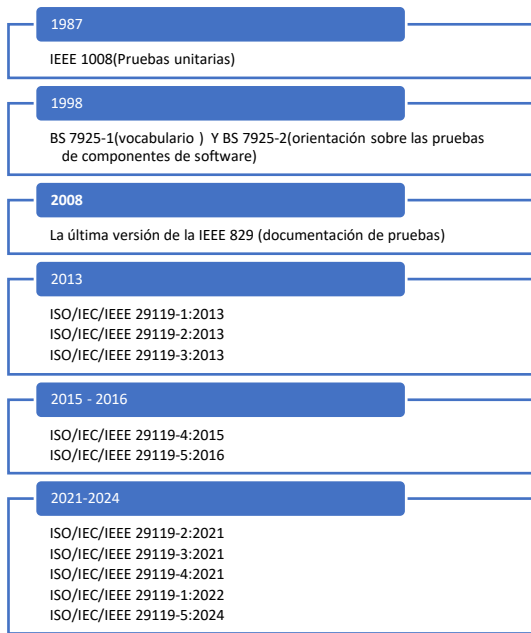 1987
IEEE 1008(Pruebas unitarias)
1998
BS 7925-1(vocabulario ) Y BS 7925-2(orientación sobre las pruebas
de componentes de software)
2008
La última versión de la IEEE 829 (documentación de pruebas)
2013
ISO/IEC/IEEE 29119-1:2013
ISO/IEC/IEEE 29119-2:2013
ISO/IEC/IEEE 29119-3:2013
2015 - 2016
ISO/IEC/IEEE 29119-4:2015
ISO/IEC/IEEE 29119-5:2016
2021-2024
ISO/IEC/IEEE 29119-2:2021
ISO/IEC/IEEE 29119-3:2021
ISO/IEC/IEEE 29119-4:2021
ISO/IEC/IEEE 29119-1:2022
ISO/IEC/IEEE 29119-5:2024